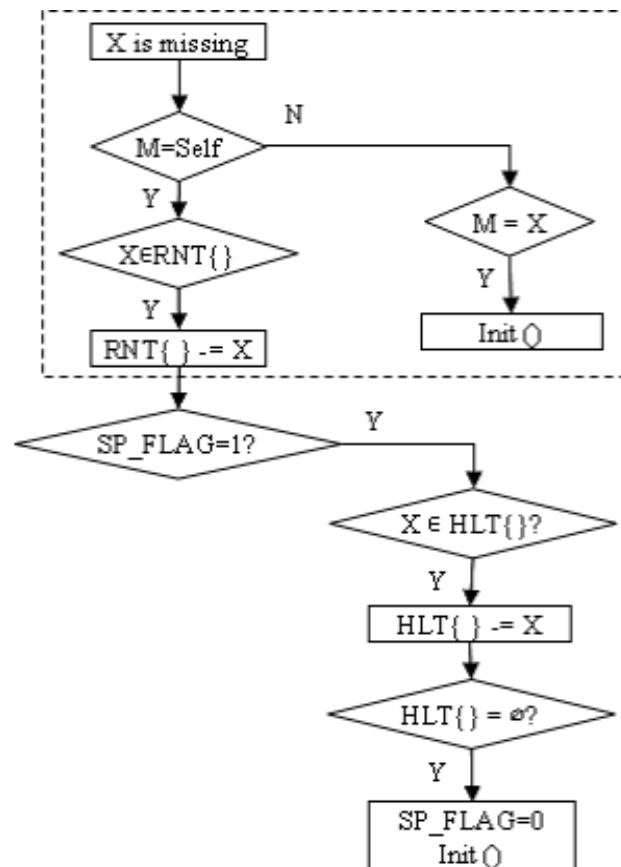 X is missing
N
M=Self
Y
M = X
X∈RNT{}
Y
Y
Init ()
RNT{ } -= X
SP_FLAG=1?
Y
X ∈ HLT{}?
Y
HLT{ } -= X
HLT{} = ∅?
Y
SP_FLAG=0
Init ()